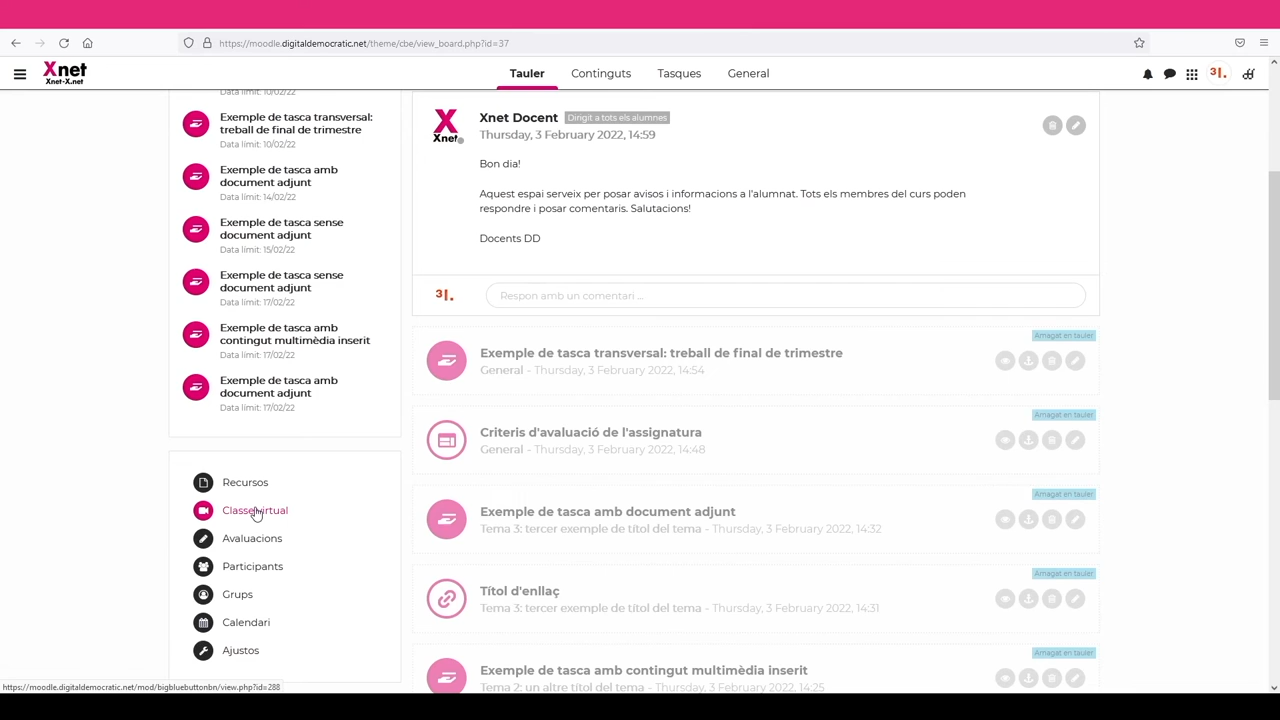 https://moodle.digitaldemocratic.net/theme/cbe/view_board.php?id=37
Xnet
Xnet-X.net
Tauler
Continguts
Tasques
General
Data límit: 10/02/22
Exemple de tasca transversal:
treball de final de trimestre
Data límit: 10/02/22
Exemple de tasca amb
document adjunt
Data límit: 14/02/22
Exemple de tasca sense
document adjunt
Data límit: 15/02/22
Exemple de tasca sense
document adjunt
Data límit: 17/02/22
Exemple de tasca amb
contingut multimèdia inserit
Data límit: 17/02/22
Exemple de tasca amb
document adjunt
Data límit: 17/02/22
Recursos
Classe virtual
Avaluacions
Participants
Grups
Calendari
Ajustos
X
Xnet
Xnet Docent
Dirigit a tots els alumnes
Thursday, 3 February 2022, 14:59
Bon dia!
Aquest espai serveix per posar avisos i informacions a l'alumnat. Tots els membres del curs poden
respondre i posar comentaris. Salutacions!
Docents DD
Respon amb un comentari ...
Amagat en tauler
Exemple de tasca transversal: treball de final de trimestre
General - Thursday, 3 February 2022, 14:54
Amagat en tauler
Criteris d'avaluació de l'assignatura
General - Thursday, 3 February 2022, 14:48
Amagat en tauler
Exemple de tasca amb document adjunt
Tema 3: tercer exemple de títol del tema - Thursday, 3 February 2022, 14:32
Amagat en tauler
Títol d'enllaç
Tema 3: tercer exemple de títol del tema - Thursday, 3 February 2022, 14:31
Amagat en tauler
Exemple de tasca amb contingut multimèdia inserit
Tema 2: un altre títol del tema - Thursday, 3 February 2022, 14:25
https://moodle.digitaldemocratic.net/mod/bigbluebuttonbn/view.php?id=288